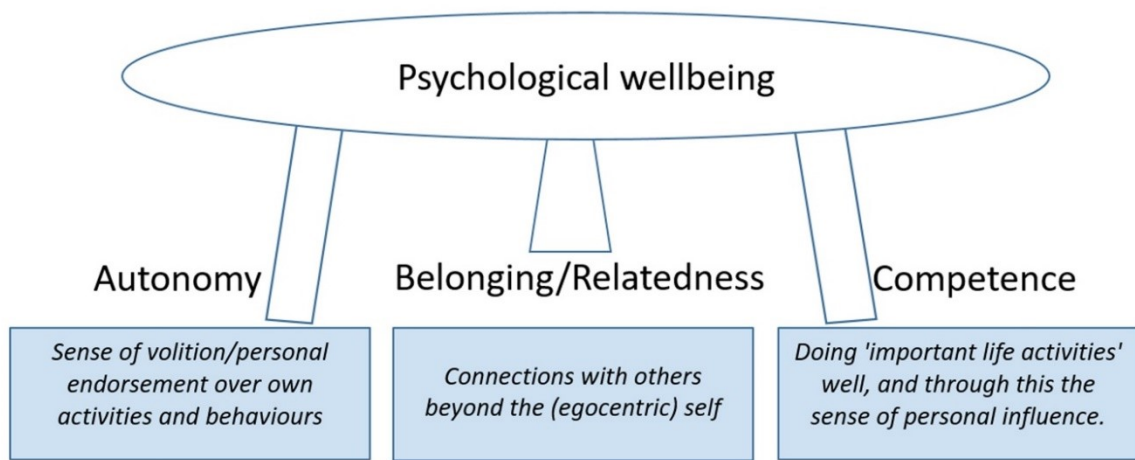 Psychological wellbeing
Autonomy
Belonging/Relatedness
Competence
Sense of volition/personal
endorsement over own
activities and behaviours
Connections with others
beyond the (egocentric) self
Doing 'important life activities'
well, and through this the
sense of personal influence.